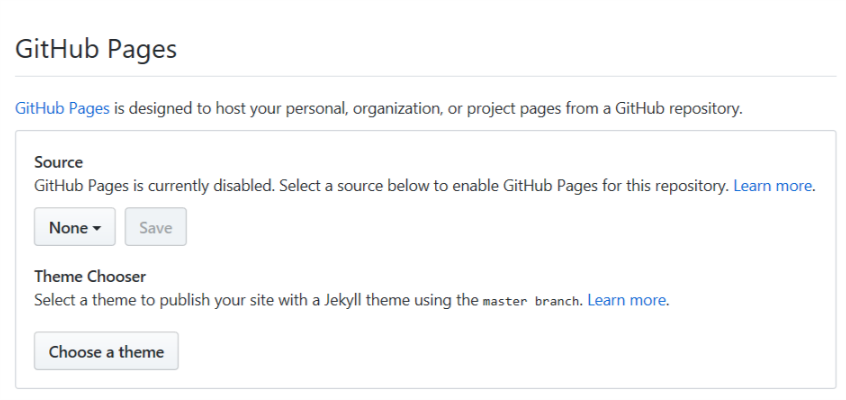 GitHub Pages
GitHub Pages is designed to host your personal, organization, or project pages from a GitHub repository.
Source
GitHub Pages is currently disabled. Select a source below to enable GitHub Pages for this repository. Learn more.
None Save
Theme Chooser
Select a theme to publish your site with a Jekyll theme using the master branch. Learn more.
Choose a theme